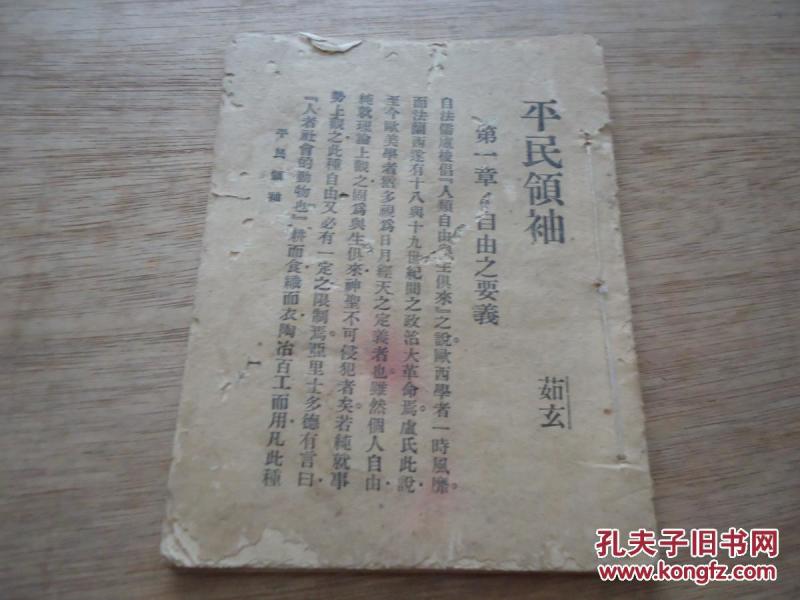 平民領袖
茹玄
第一章 自由之要義
自法儒盧梭倡『人類自由與生俱來』之說歐西學者一時風靡。
而法蘭西遂有十八與十九世紀間之政治大革命焉盧氏此說。
至今歐美學者猶多視爲日月經天之定義者也雖然個人自由
純就理論上觀之固爲與生俱來神聖不可侵犯者矣若純就事
勢上觀之此種自由又必有一定之限制焉亞里士多德有言曰
『人者社會的動物也』耕而食織而衣陶冶百工而用凡此種
平民領袖
一
孔夫子旧书网
www.kongfz.com